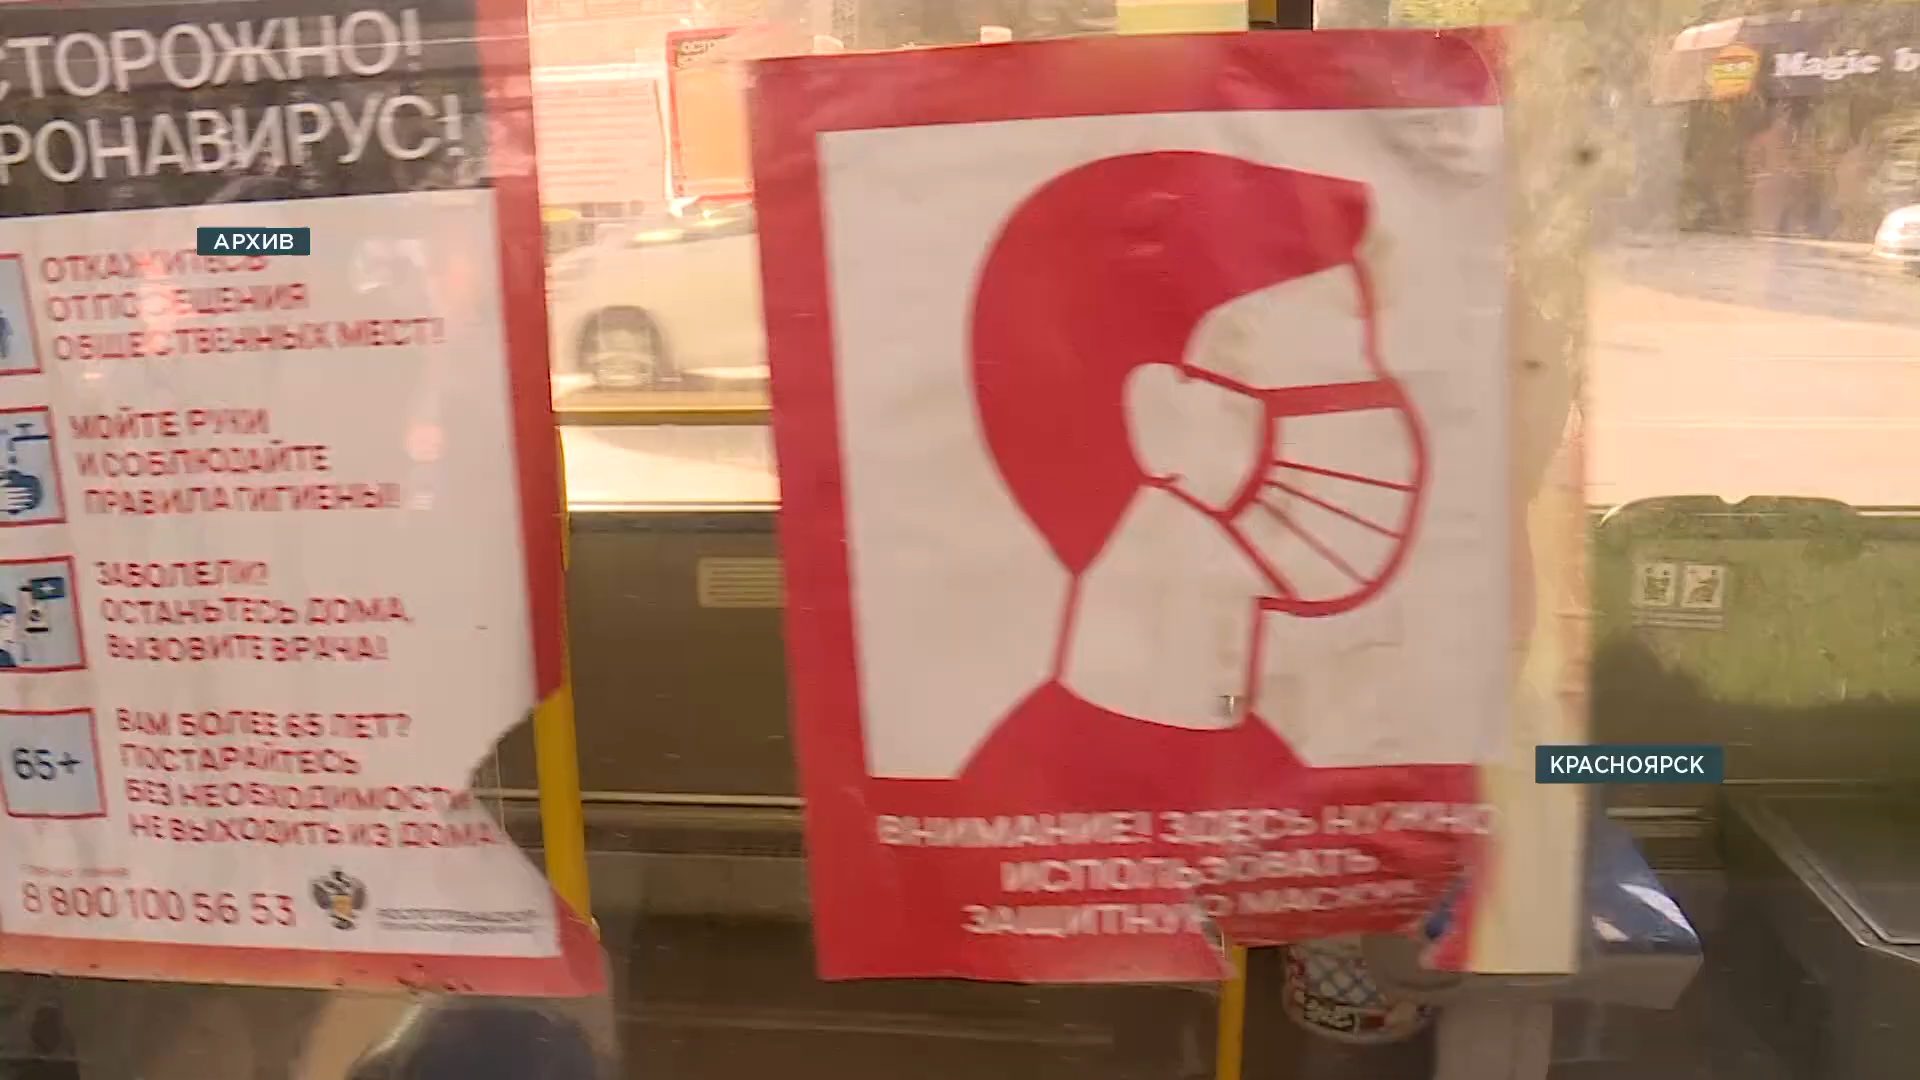 СТОРОЖНО!
РОНАВИРУС!
АРХИВ
ОТКАЖИТЕСЬ
ОТ ПОСЕЩЕНИЯ
ОБЩЕСТВЕННЫХ МЕСТ!
МОЙТЕ РУКИ
И СОБЛЮДАЙТЕ
ПРАВИЛА ГИГИЕНЫ!
ЗАБОЛЕЛИ?
ОСТАНЬТЕСЬ ДОМА,
ВЫЗОВИТЕ ВРАЧА!
65+
ВАМ БОЛЕЕ 65 ЛЕТ?
ПОСТАРАЙТЕСЬ
БЕЗ НЕОБХОДИМОСТИ
НЕ ВЫХОДИТЬ ИЗ ДОМА
8 800 100 56 53
ВНИМАНИЕ! ЗДЕСЬ НУЖНО
ИСПОЛЬЗОВАТЬ
ЗАЩИТНУЮ МАСКУ
Magic b
КРАСНОЯРСК